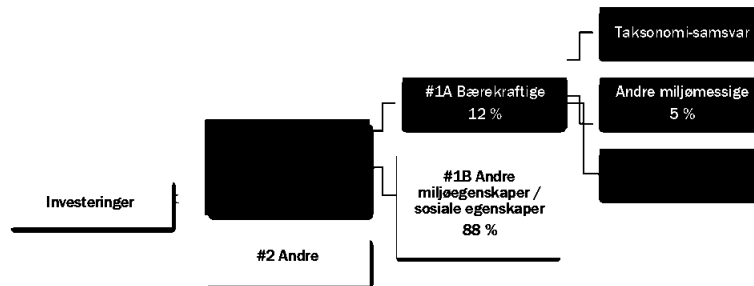 Taksonomi-samsvar
#1A Bærekraftige
12 %
Andre miljømessige
5 %
#1B Andre
miljøegenskaper /
sosiale egenskaper
88 %
Investeringer
#2 Andre